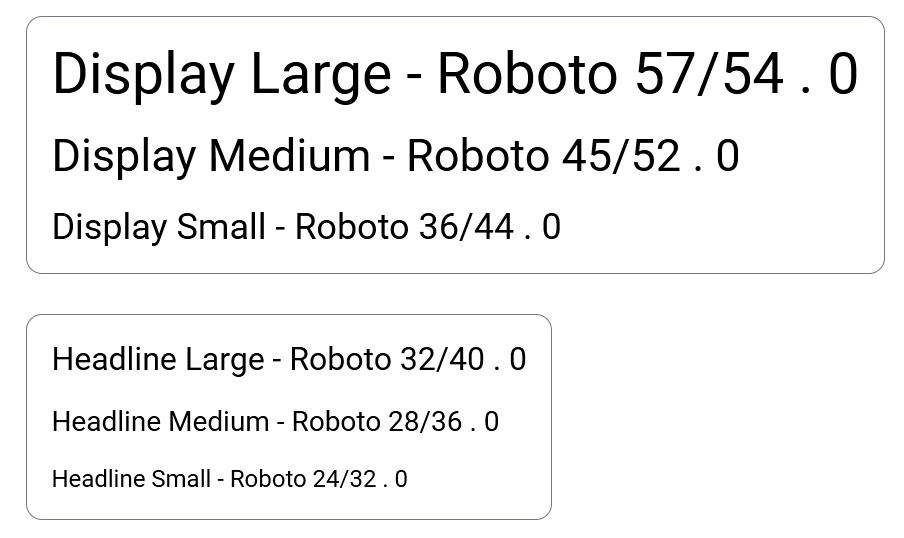 Display Large - Roboto 57/54 . 0
Display Medium - Roboto 45/52 . 0
Display Small - Roboto 36/44 . 0
Headline Large - Roboto 32/40 . 0
Headline Medium - Roboto 28/36 . 0
Headline Small - Roboto 24/32 . 0